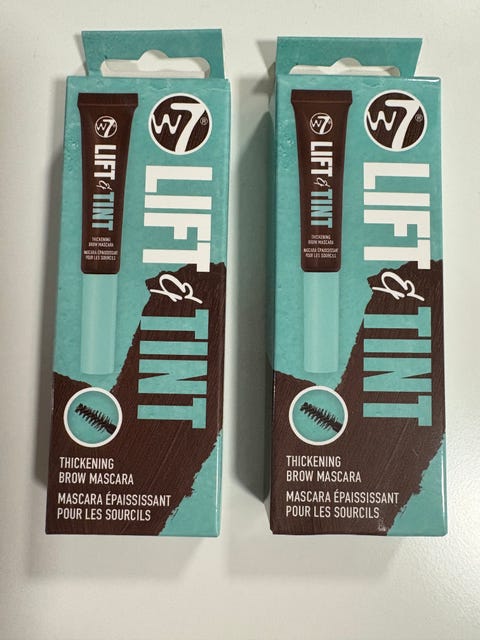 W7®
LIFT & TINT
W7
LIFT & TINT
THICKENING
BROW MASCARA
MASCARA ÉPAISSISSANT
POUR LES SOURCILS
THICKENING
BROW MASCARA
MASCARA ÉPAISSISSANT
POUR LES SOURCILS
W7®
LIFT & TINT
W7
LIFT & TINT
THICKENING
BROW MASCARA
MASCARA ÉPAISSISSANT
POUR LES SOURCILS
THICKENING
BROW MASCARA
MASCARA ÉPAISSISSANT
POUR LES SOURCILS